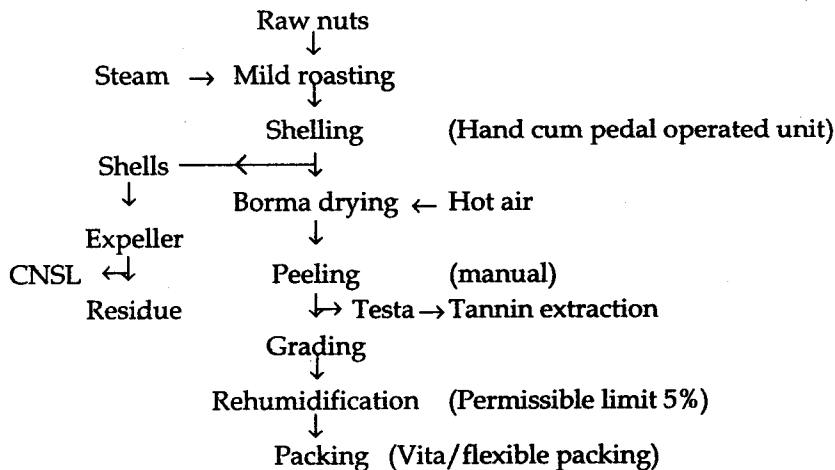 Raw nuts
Steam → Mild roasting
Shelling (Hand cum pedal operated unit)
Shells
Borma drying ← Hot air
Expeller
CNSL Peeling (manual)
Residue Testa → Tannin extraction
Grading
Rehumidification (Permissible limit 5%)
Packing (Vita/flexible packing)